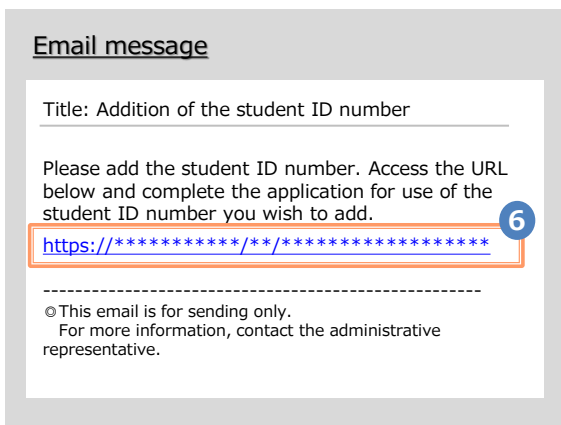 Email message
Title: Addition of the student ID number
Please add the student ID number. Access the URL
below and complete the application for use of the
student ID number you wish to add.
6
https://***********/**/******************
--------------------------------------------------------
◎This email is for sending only.
For more information, contact the administrative
representative.